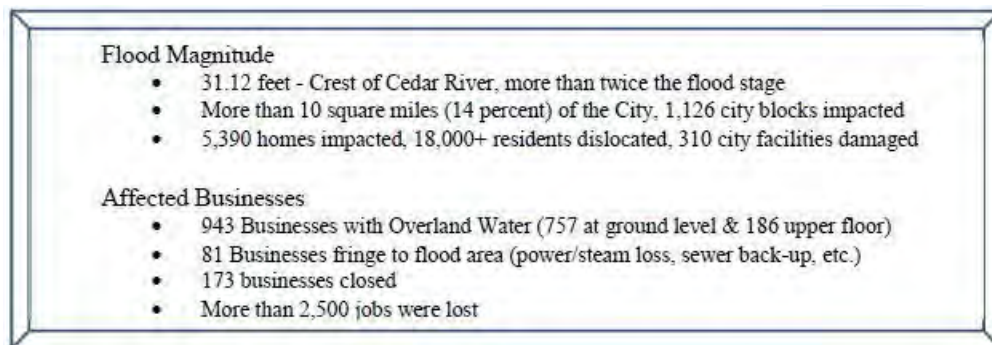 Flood Magnitude
• 31.12 feet - Crest of Cedar River, more than twice the flood stage
• More than 10 square miles (14 percent) of the City, 1,126 city blocks impacted
• 5,390 homes impacted, 18,000+ residents dislocated, 310 city facilities damaged
Affected Businesses
• 943 Businesses with Overland Water (757 at ground level & 186 upper floor)
• 81 Businesses fringe to flood area (power/steam loss, sewer back-up, etc.)
• 173 businesses closed
• More than 2,500 jobs were lost